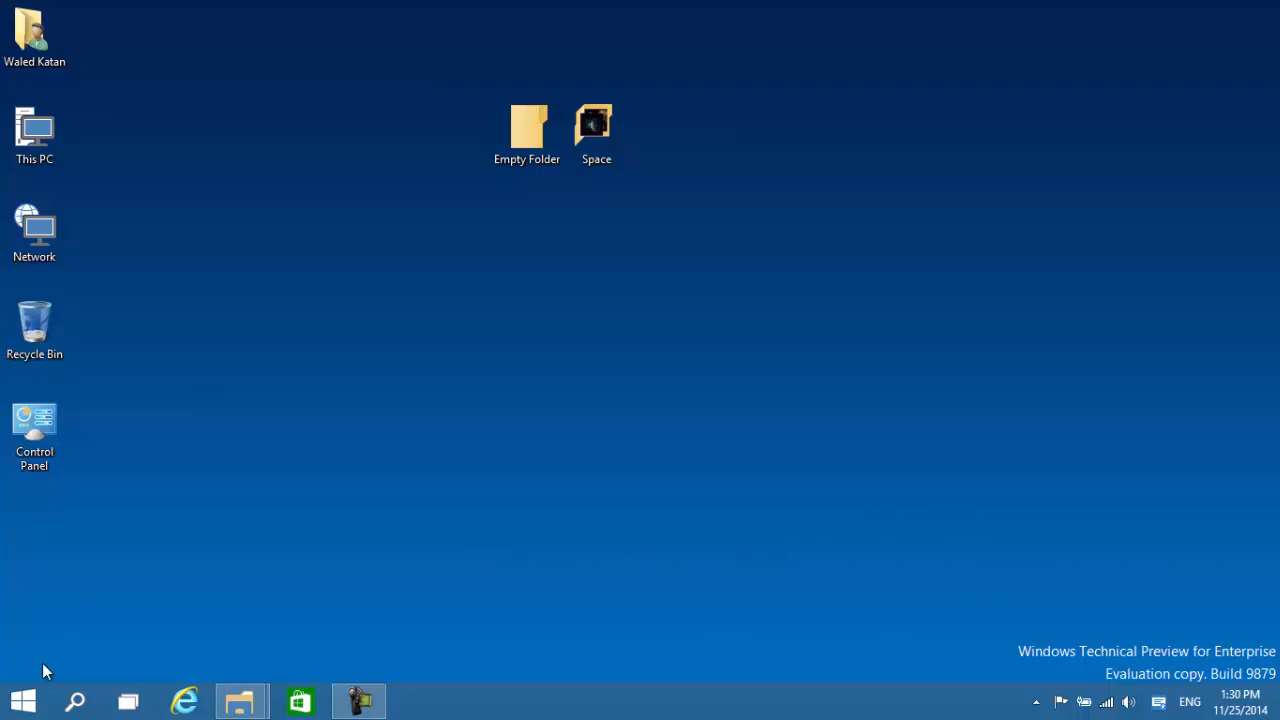 Waled Katan
This PC
Network
Recycle Bin
Control
Panel
Empty Folder
Space
Windows Technical Preview for Enterprise
Evaluation copy. Build 9879
ENG
1:30 PM
11/25/2014